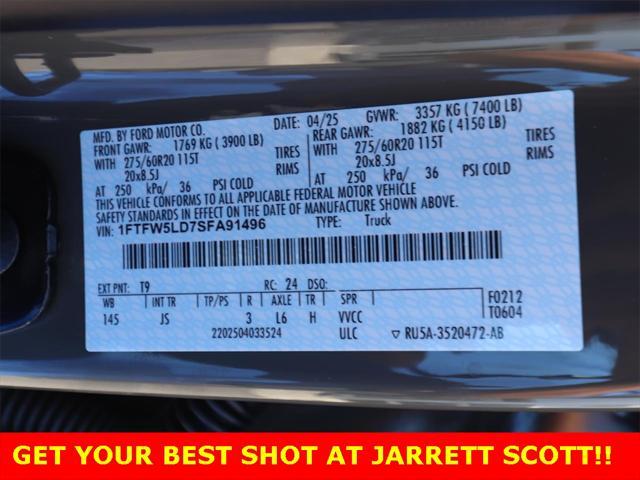 MFD. BY FORD MOTOR CO. DATE: 04/25 GVWR: 3357 KG ( 7400 LB)
FRONT GAWR: 1769 KG ( 3900 LB) REAR GAWR: 1882 KG ( 4150 LB)
WITH 275/60R20 115T TIRES WITH 275/60R20 115T TIRES
20x8.5J RIMS 20x8.5J RIMS
AT 250 kPa/ 36 PSI COLD AT 250 kPa/ 36 PSI COLD
THIS VEHICLE CONFORMS TO ALL APPLICABLE FEDERAL MOTOR VEHICLE
SAFETY STANDARDS IN EFFECT ON THE DATE OF MANUFACTURE SHOWN ABOVE.
VIN: 1FTFW5LD7SFA91496 TYPE: Truck
EXT PNT: T9 RC: 24 DSO: F0212
WB TP/PS R AXLE TR SPR T0604
145 JS 3 L6 H VVCC
2202504033524 ULC ▽ RU5A-3520472-AB
GET YOUR BEST SHOT AT JARRETT SCOTT!!